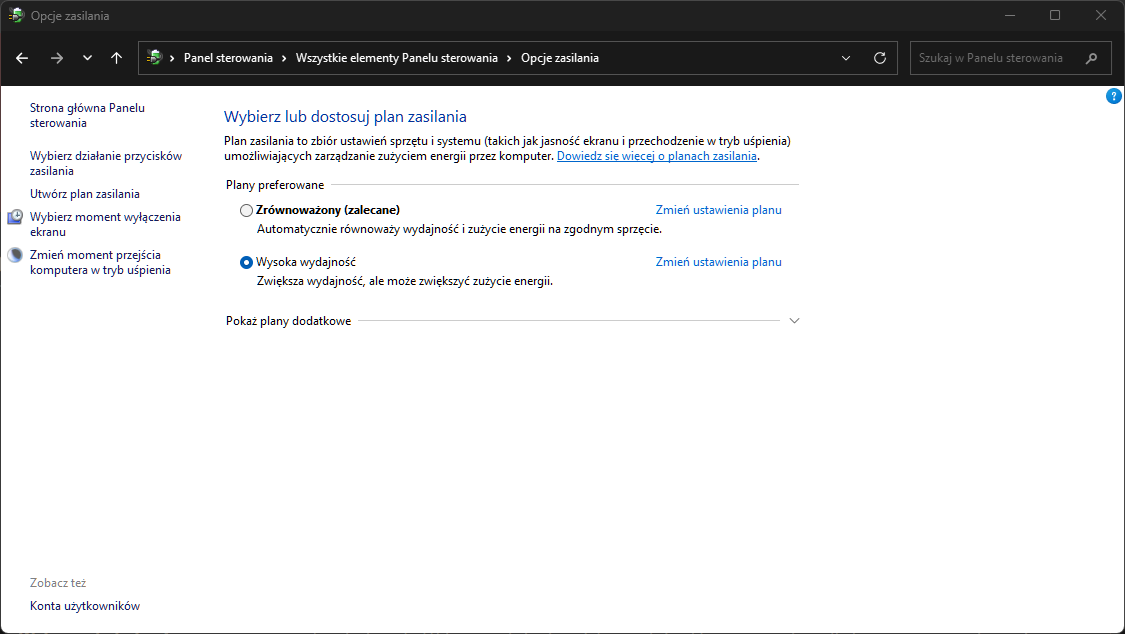 Opcje zasilania
Panel sterowania > Wszystkie elementy Panelu sterowania > Opcje zasilania
Szukaj w Panelu sterowania
?
Strona główna Panelu
sterowania
Wybierz działanie przycisków
zasilania
Utwórz plan zasilania
Wybierz moment wyłączenia
ekranu
Zmień moment przejścia
komputera w tryb uśpienia
Wybierz lub dostosuj plan zasilania
Plan zasilania to zbiór ustawień sprzętu i systemu (takich jak jasność ekranu i przechodzenie w tryb uśpienia)
umożliwiających zarządzanie zużyciem energii przez komputer. Dowiedz się więcej o planach zasilania.
Plany preferowane
Zrównoważony (zalecane) Zmień ustawienia planu
Automatycznie równoważy wydajność i zużycie energii na zgodnym sprzęcie.
Wysoka wydajność Zmień ustawienia planu
Zwiększa wydajność, ale może zwiększyć zużycie energii.
Pokaż plany dodatkowe
Zobacz też
Konta użytkowników